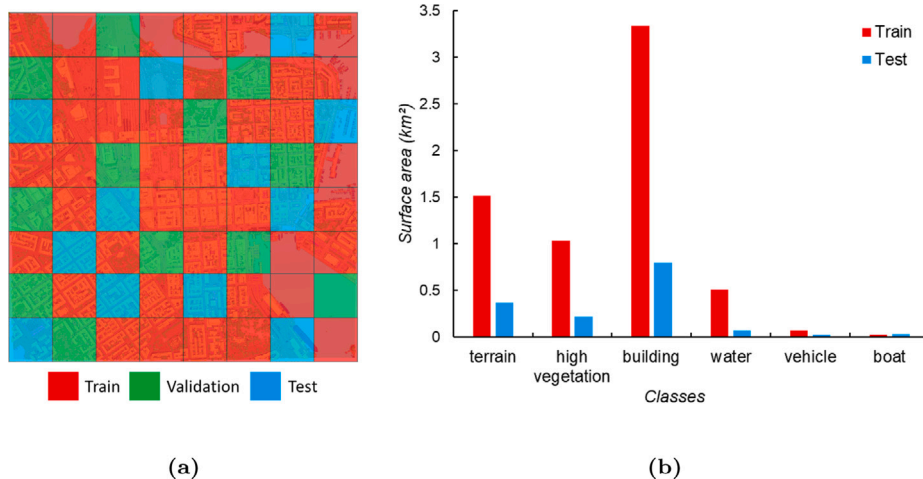 Train Validation Test
(a)
3.5
3
2.5
2
1.5
1
0.5
0
Surface area (km²)
Train
Test
terrain high vegetation building water vehicle boat
Classes
(b)